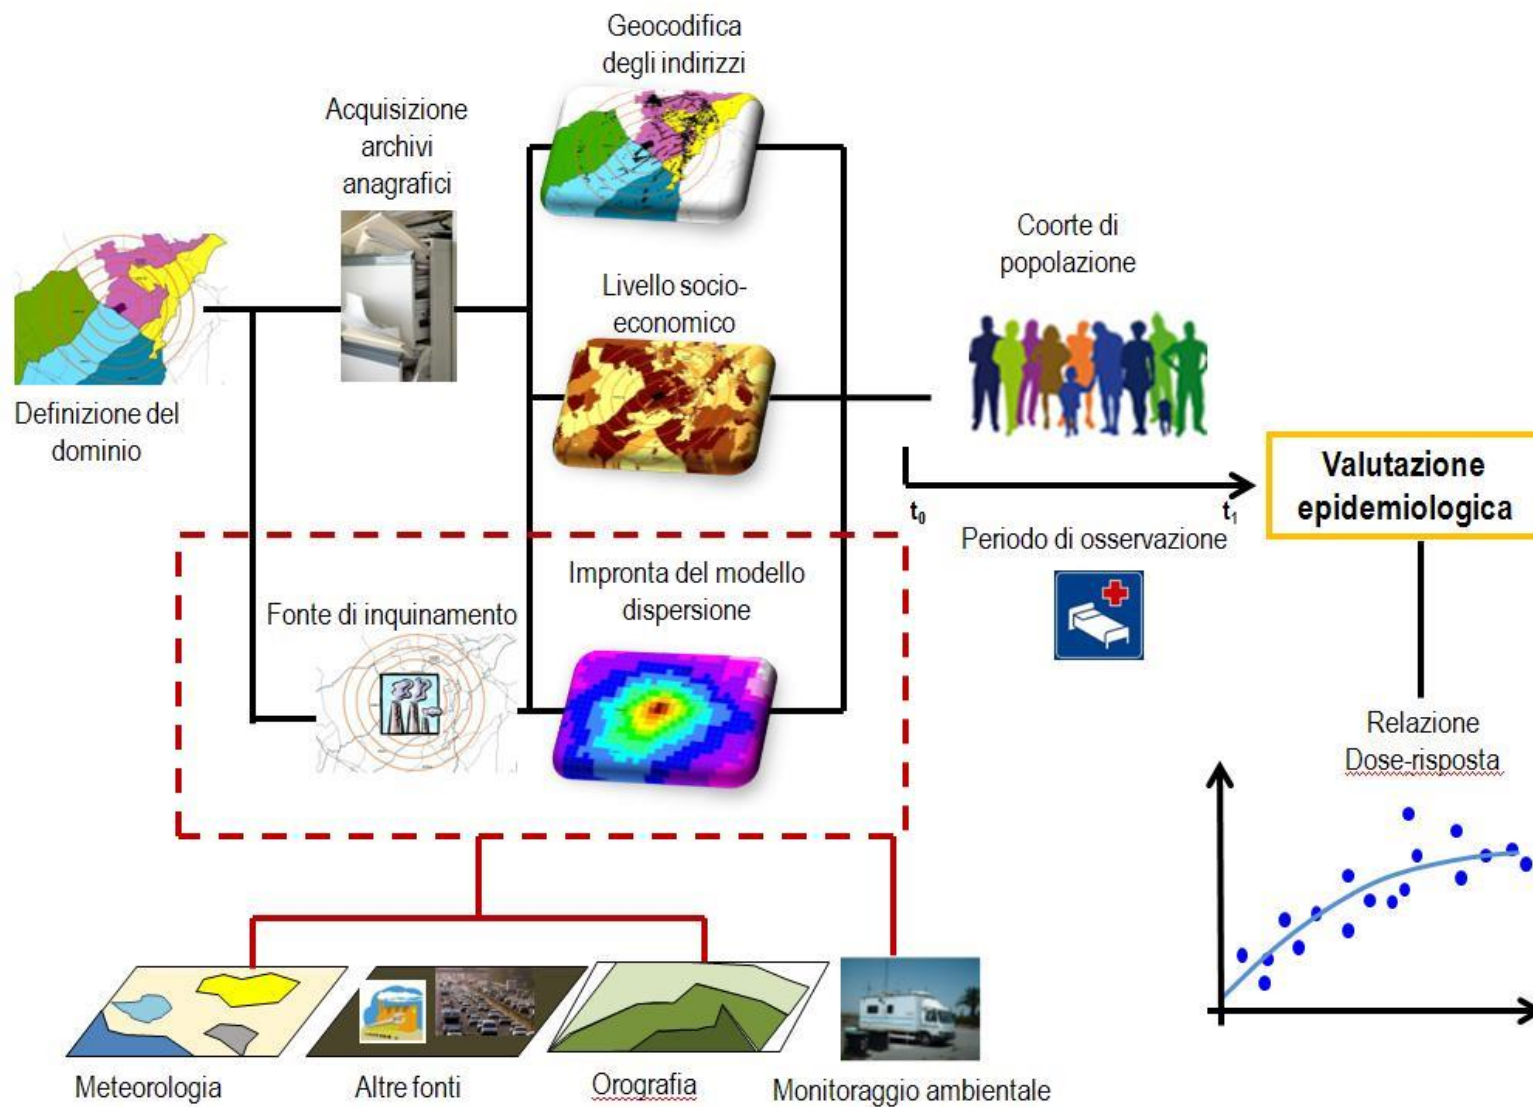 Geocodifica
degli indirizzi
Acquisizione
archivi
anagrafici
Definizione del
dominio
Livello socio-
economico
Coorte di
popolazione
t0
t1
Periodo di osservazione
Valutazione
epidemiologica
Fonte di inquinamento
Impronta del modello
dispersione
Relazione
Dose-risposta
Meteorologia
Altre fonti
Orografia
Monitoraggio ambientale